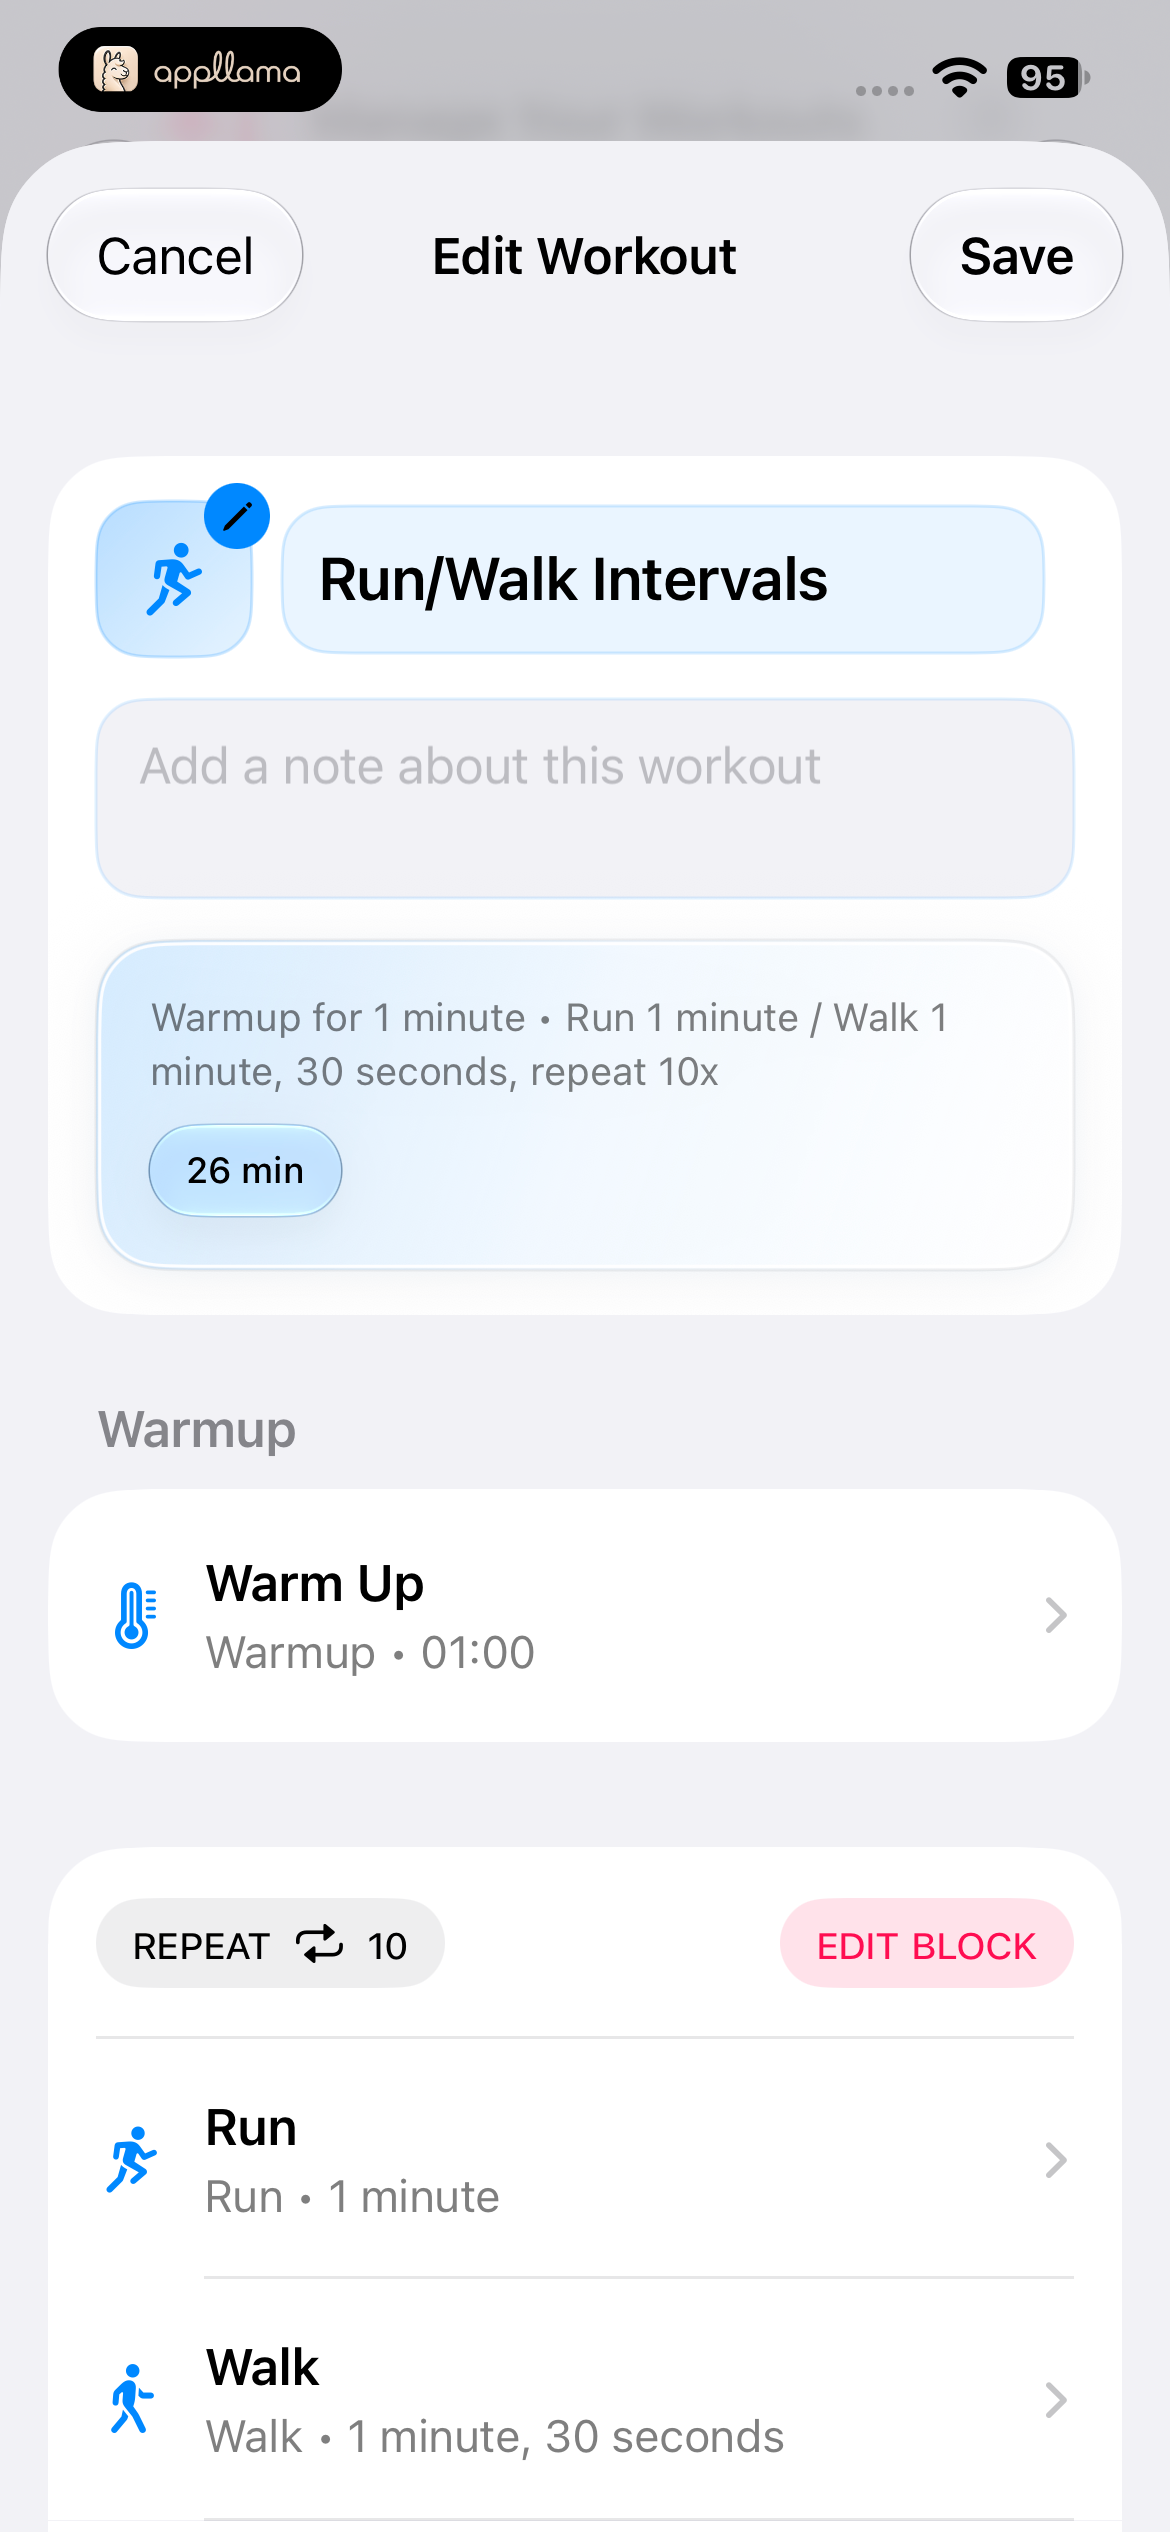 appllama
95
Cancel
Edit Workout
Save
Run/Walk Intervals
Add a note about this workout
Warmup for 1 minute • Run 1 minute / Walk 1
minute, 30 seconds, repeat 10x
26 min
Warmup
Warm Up
Warmup • 01:00
REPEAT 10
EDIT BLOCK
Run
Run • 1 minute
Walk
Walk • 1 minute, 30 seconds